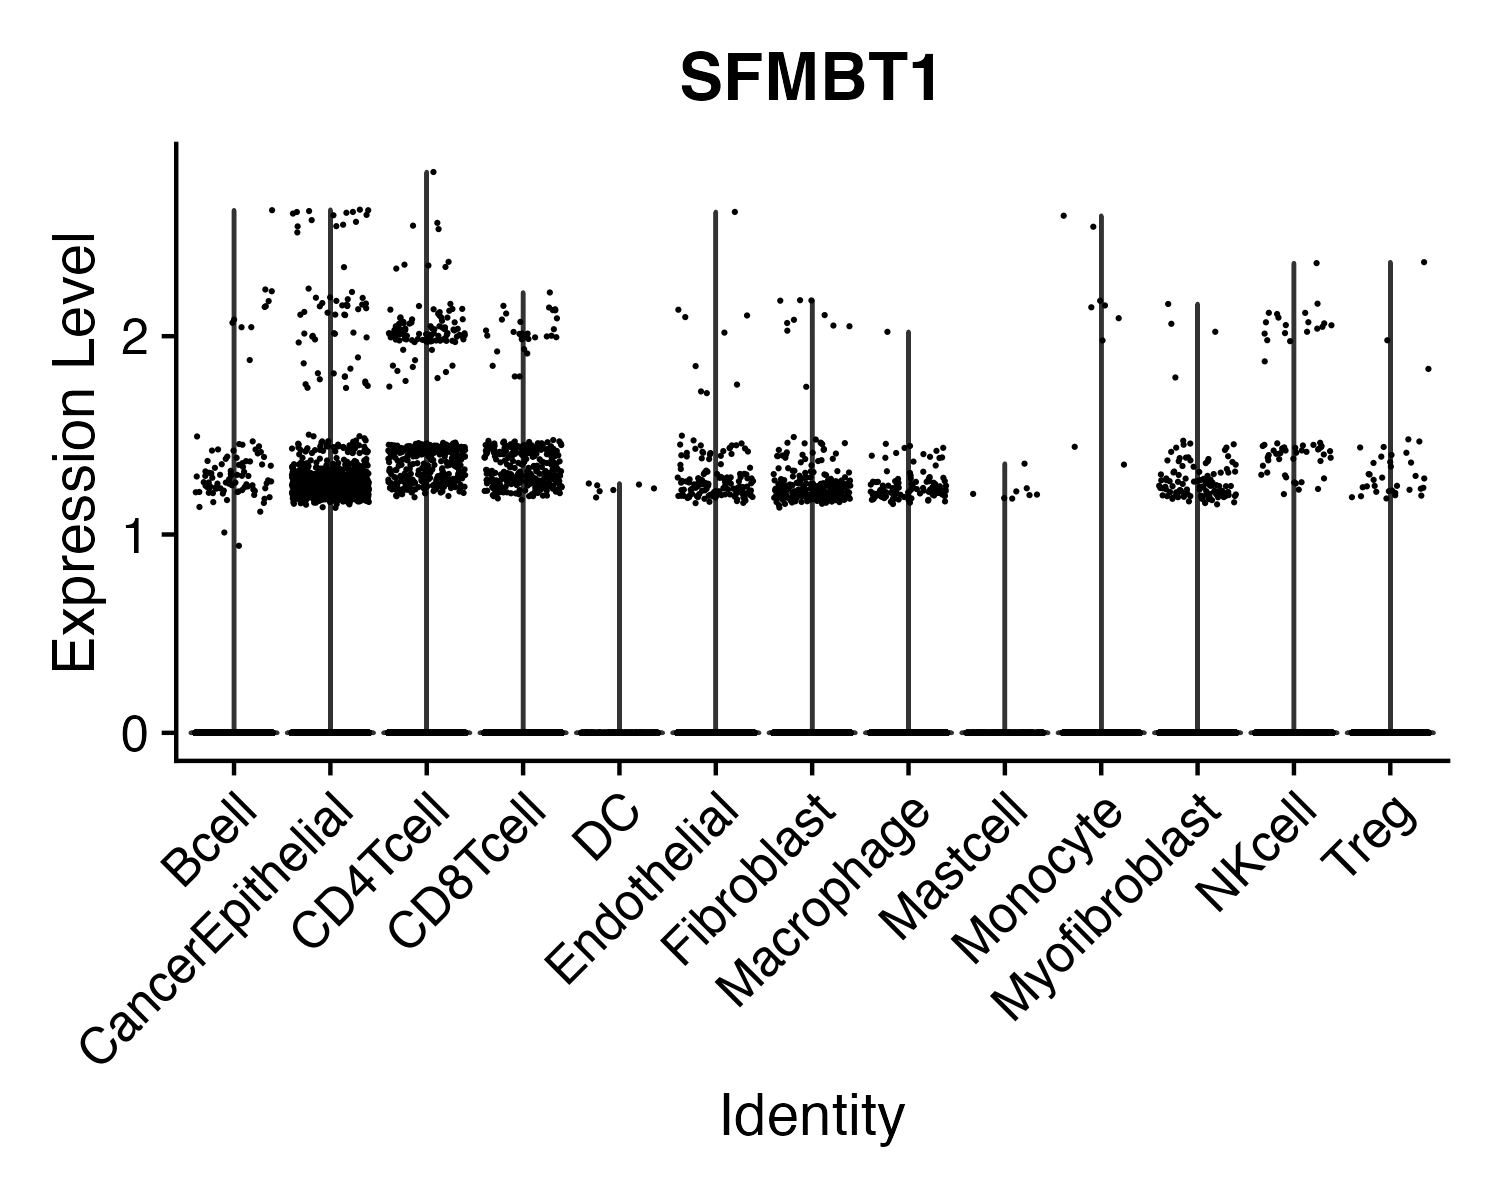 SFMBT1
Expression Level
2
1
0
Bcell
CancerEpithelial
CD4Tcell
CD8Tcell
DC
Endothelial
Fibroblast
Macrophage
Mastcell
Monocyte
Myofibroblast
NKcell
Treg
Identity